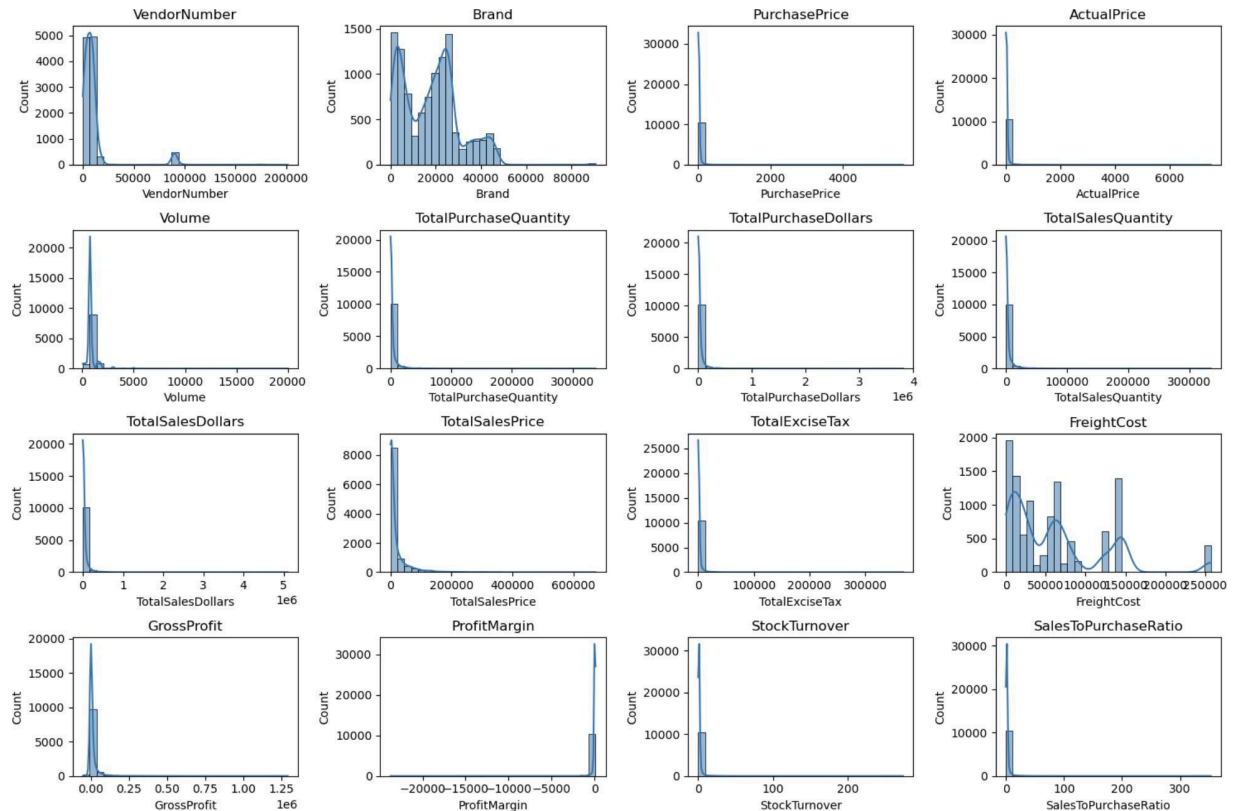 VendorNumber Brand PurchasePrice ActualPrice
5000 1500 30000 30000
4000
3000 1000 20000 20000
2000 500 10000 10000
1000
0 0 0 0
Count Count Count Count
0 50000 100000 150000 200000 0 20000 40000 60000 80000 0 2000 4000 0 2000 4000 6000
VendorNumber Brand PurchasePrice ActualPrice
Volume TotalPurchaseQuantity TotalPurchaseDollars TotalSalesQuantity
20000 20000 20000 20000
15000 15000 15000 15000
10000 10000 10000 10000
5000 5000 5000 5000
0 0 0 0
Count Count Count Count
0 5000 10000 15000 20000 0 100000 200000 300000 0 1 2 3 4 0 100000 200000 300000
1e6
Volume TotalPurchaseQuantity TotalPurchaseDollars TotalSalesQuantity
TotalSalesDollars TotalSalesPrice TotalExciseTax FreightCost
20000 8000 25000 2000
15000 6000 20000 1500
10000 4000 15000 1000
5000 2000 10000 500
0 0 5000 0
0
Count Count Count Count
0 1 2 3 4 5 0 200000 400000 600000 0 100000 200000 300000 0 50000 100000 150000 200000 250000
1e6
TotalSalesDollars TotalSalesPrice TotalExciseTax FreightCost
GrossProfit ProfitMargin StockTurnover SalesToPurchaseRatio
20000 30000 30000 30000
15000 20000 20000 20000
10000 10000 10000 10000
5000
0 0 0 0
Count Count Count Count
0.00 0.25 0.50 0.75 1.00 1.25 −20000 −15000 −10000 −5000 0 0 100 200 0 100 200 300
1e6
GrossProfit ProfitMargin StockTurnover SalesToPurchaseRatio